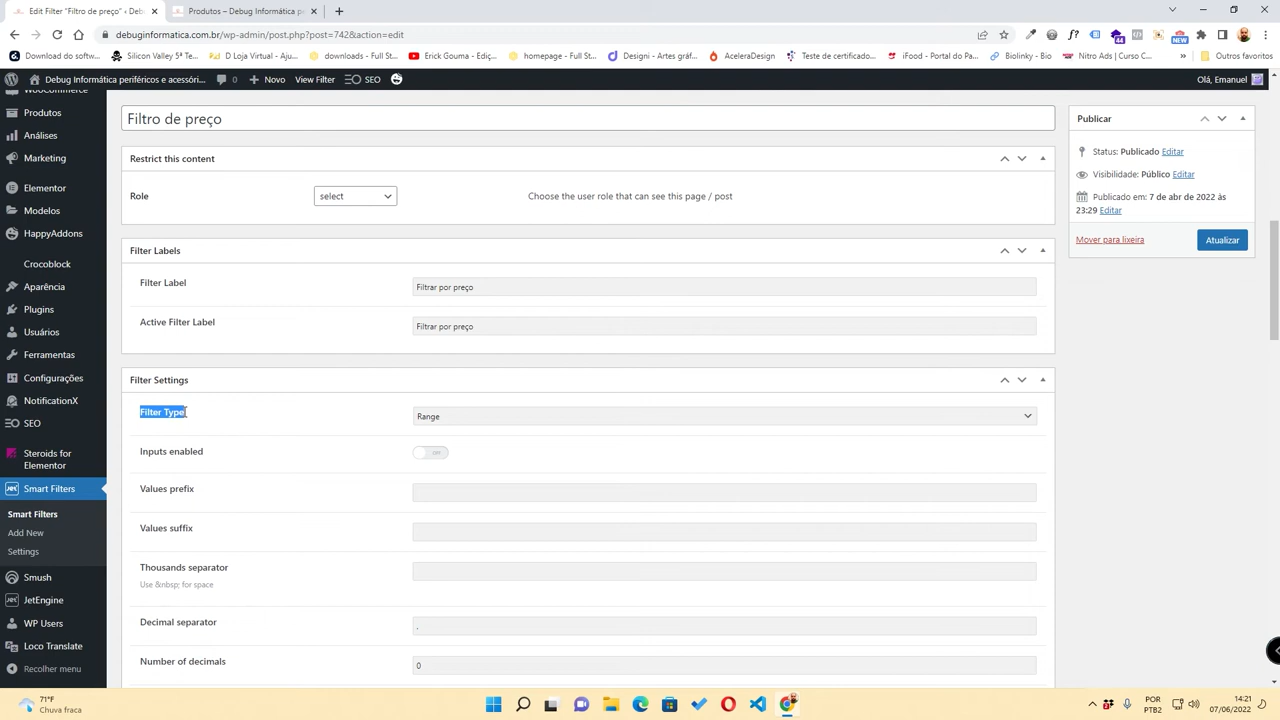 Edit Filter "Filtro de preço" ‹ D
Produtos – Debug Informática p
debuginformatica.com.br/wp-admin/post.php?post=742&action=edit
Download do softw...
Silicon Valley 5ª Te...
D Loja Virtual - Aju...
downloads - Full St...
Erick Gouma - Ediç...
homepage - Full St...
Designi - Artes gráf...
AceleraDesign
Teste de certificado...
iFood - Portal do Pa...
Biolinky - Bio
Nitro Ads | Curso C...
»
Outros favoritos
Debug Informática periféricos e acessóri...
0
Novo
View Filter
SEO
Olá, Emanuel
WooCommerce
Produtos
Análises
Marketing
Elementor
Modelos
HappyAddons
Crocoblock
Aparência
Plugins
Usuários
Ferramentas
Configurações
NotificationX
SEO
Steroids for
Elementor
Smart Filters
Smart Filters
Add New
Settings
Smush
JetEngine
WP Users
Loco Translate
Recolher menu
Filtro de preço
Restrict this content
Role
select
Choose the user role that can see this page / post
Filter Labels
Filter Label
Filtrar por preço
Active Filter Label
Filtrar por preço
Filter Settings
Filter Type
Range
Inputs enabled
OFF
Values prefix
Values suffix
Thousands separator
Use &nbsp; for space
Decimal separator
.
Number of decimals
0
Publicar
Status: Publicado Editar
Visibilidade: Público Editar
Publicado em: 7 de abr de 2022 às
23:29 Editar
Mover para lixeira
Atualizar
71°F
Chuva fraca
POR
PTB2
14:21
07/06/2022